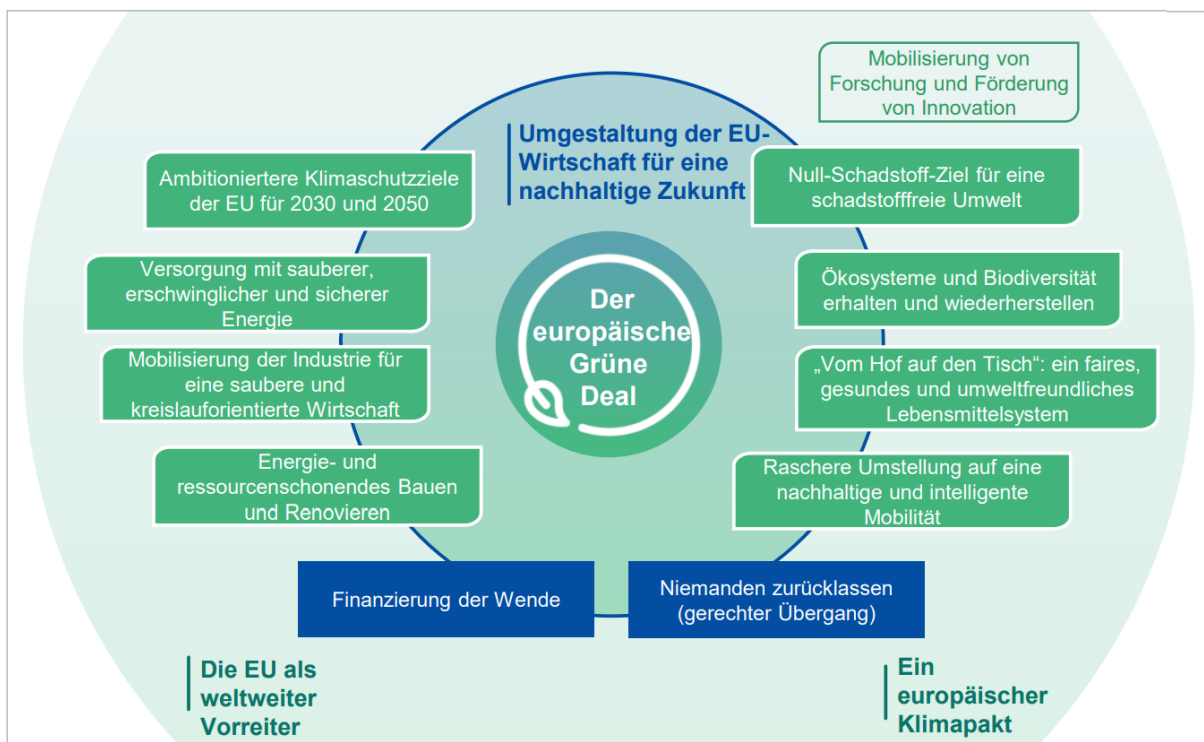 Mobilisierung von
Forschung und Förderung
von Innovation
Umgestaltung der EU-
Wirtschaft für eine
nachhaltige Zukunft
Ambitioniertere Klimaschutzziele
der EU für 2030 und 2050
Versorgung mit sauberer,
erschwinglicher und sicherer
Energie
Mobilisierung der Industrie für
eine saubere und
kreislauforientierte Wirtschaft
Energie- und
ressourcenschonendes Bauen
und Renovieren
Der
europäische
Grüne
Deal
Null-Schadstoff-Ziel für eine
schadstofffreie Umwelt
Ökosysteme und Biodiversität
erhalten und wiederherstellen
„Vom Hof auf den Tisch“: ein faires,
gesundes und umweltfreundliches
Lebensmittelsystem
Raschere Umstellung auf eine
nachhaltige und intelligente
Mobilität
Finanzierung der Wende
Niemanden zurücklassen
(gerechter Übergang)
Die EU als
weltweiter
Vorreiter
Ein
europäischer
Klimapakt